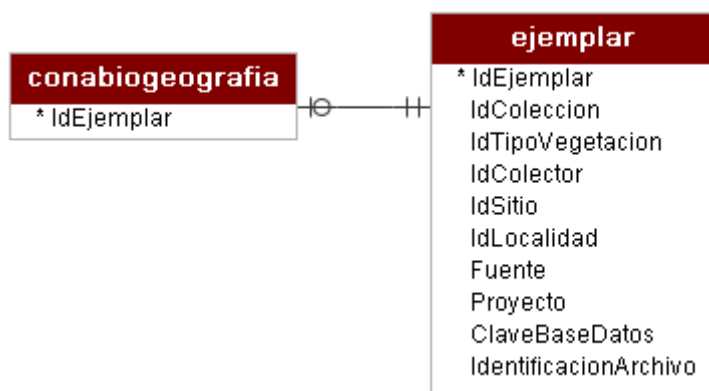 conabiogeografia
* IdEjemplar
ejemplar
* IdEjemplar
IdColeccion
IdTipoVegetacion
IdColector
IdSitio
IdLocalidad
Fuente
Proyecto
ClaveBaseDatos
IdentificacionArchivo